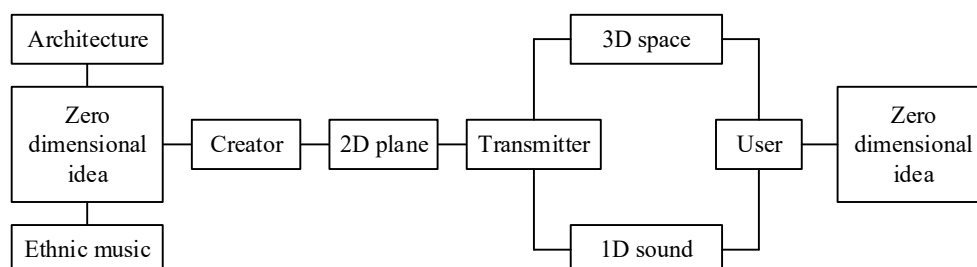 Architecture
Zero
dimensional
idea
Ethnic music
Creator
2D plane
Transmitter
3D space
1D sound
User
Zero
dimensional
idea